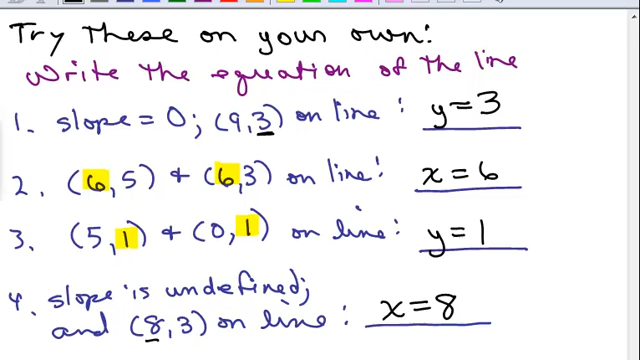 Try These on your own:
Write the equation of the line
1. slope = 0; (9,3) on line: y=3
2. (6,5) + (6,3) on line: x=6
3. (5,1) + (0,1) on line: y=1
4. slope is undefined;
and (8,3) on line: x=8